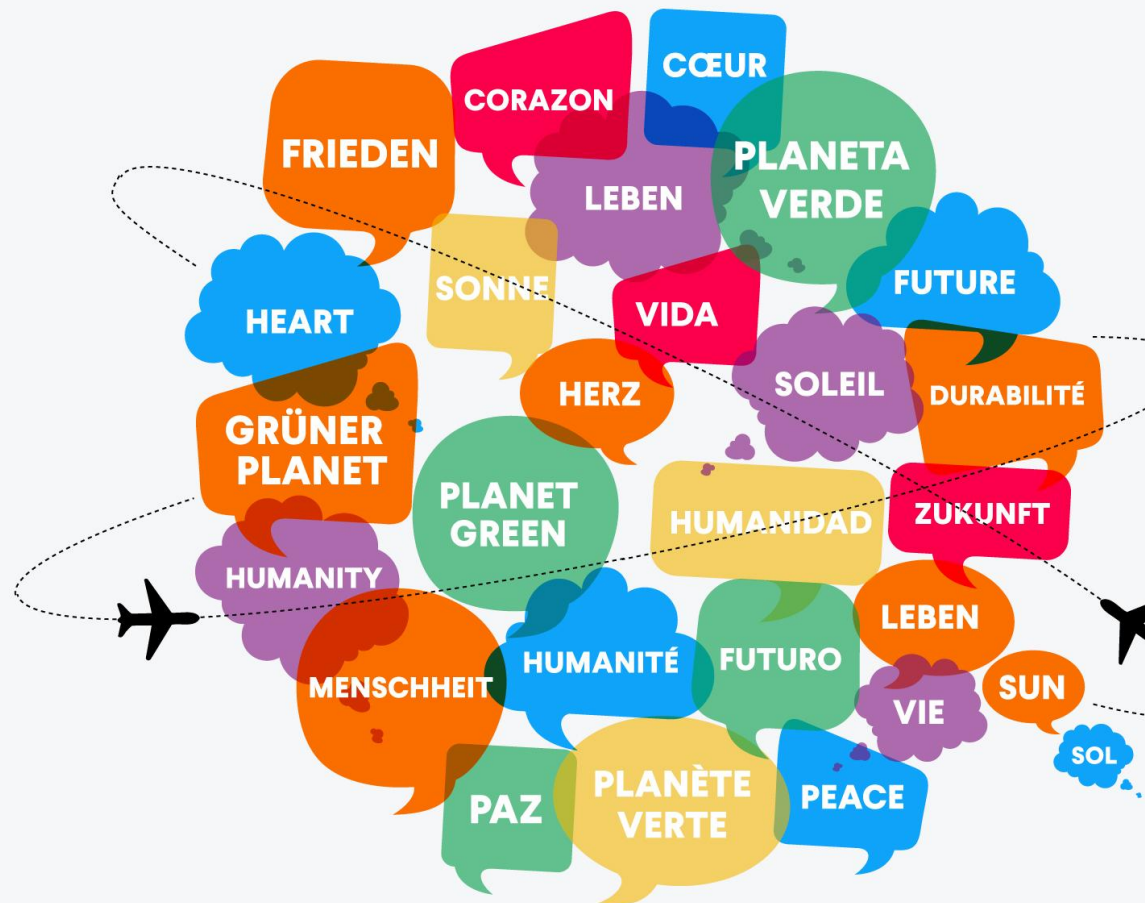 CŒUR
CORAZON
FRIEDEN
PLANETA
VERDE
LEBEN
FUTURE
SONNE
HEART
VIDA
SOLEIL
HERZ
DURABILITÉ
GRÜNER
PLANET
PLANET
GREEN
HUMANIDAD
ZUKUNFT
HUMANITY
LEBEN
HUMANITÉ
FUTURO
MENSCHHEIT
SUN
VIE
SOL
PLANÈTE
VERTE
PAZ
PEACE